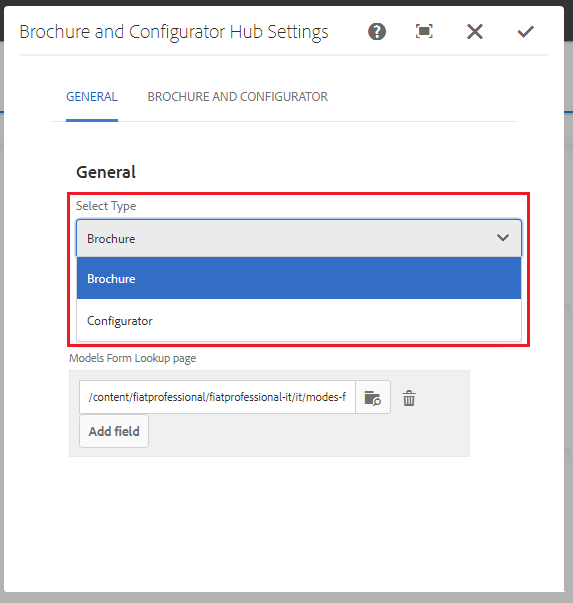 Brochure and Configurator Hub Settings
GENERAL BROCHURE AND CONFIGURATOR
General
Select Type
Brochure
Brochure
Configurator
Models Form Lookup page
/content/fiatprofessional/fiatprofessional-it/it/modes-f
Add field